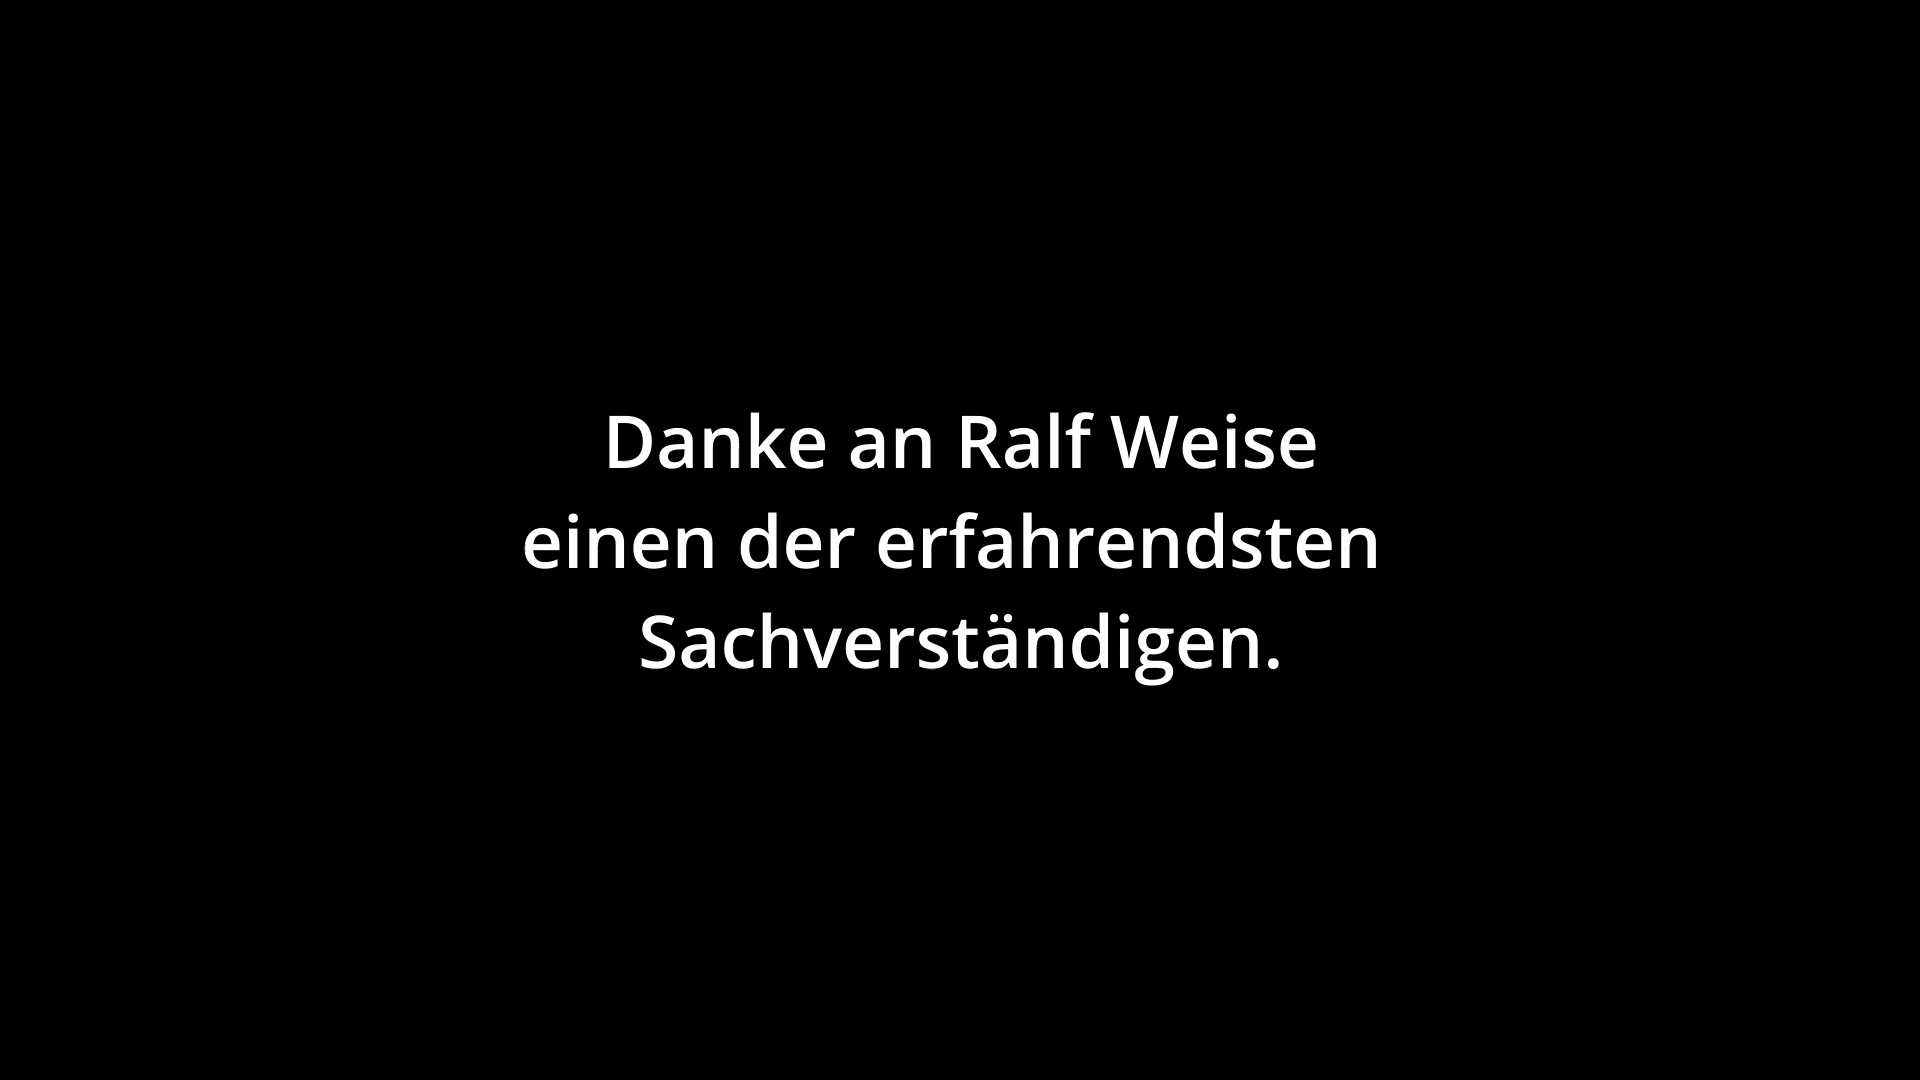 Danke an Ralf Weise
einen der erfahrendsten
Sachverständigen.